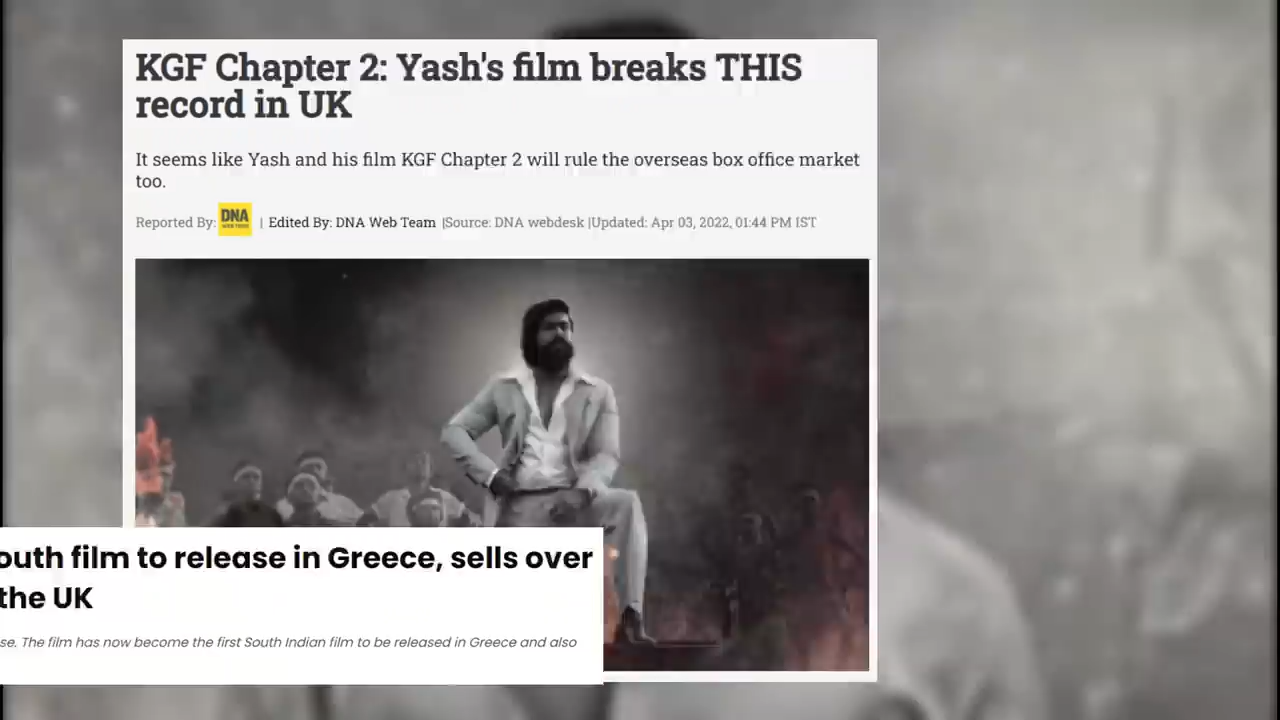 KGF Chapter 2: Yash's film breaks THIS
record in UK
It seems like Yash and his film KGF Chapter 2 will rule the overseas box office market
too.
Reported By: DNA WEB TEAM | Edited By: DNA Web Team |Source: DNA webdesk |Updated: Apr 03, 2022, 01:44 PM IST
outh film to release in Greece, sells over
the UK
se. The film has now become the first South Indian film to be released in Greece and also